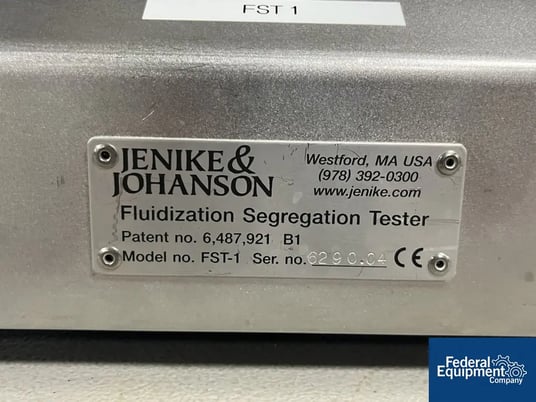 FST 1
JENIKE&
JOHANSON
Westford, MA USA
(978) 392-0300
www.jenike.com
Fluidization Segregation Tester
Patent no. 6,487,921 B1
Model no. FST-1 Ser. no. 6290.04 CE
Federal
Equipment
Company